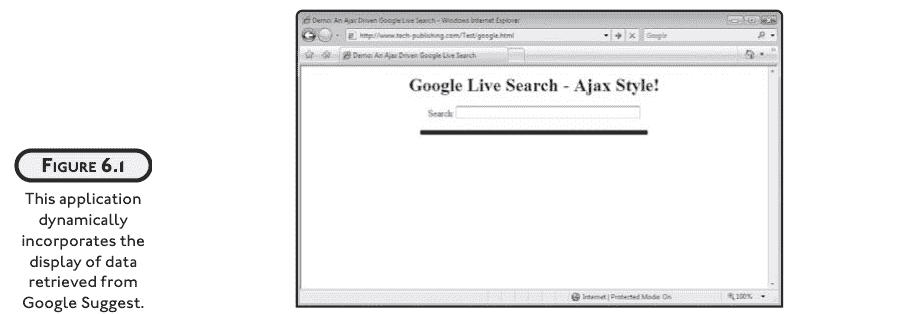 Demo: An Ajax Driven Google Live Search - Windows Internet Explorer
http://www.tech-publishing.com/Test/google.html
Google
Demo: An Ajax Driven Google Live Search
Google Live Search - Ajax Style!
Search:
FIGURE 6.1
This application
dynamically
incorporates the
display of data
retrieved from
Google Suggest.
Internet | Protected Mode: On
100%